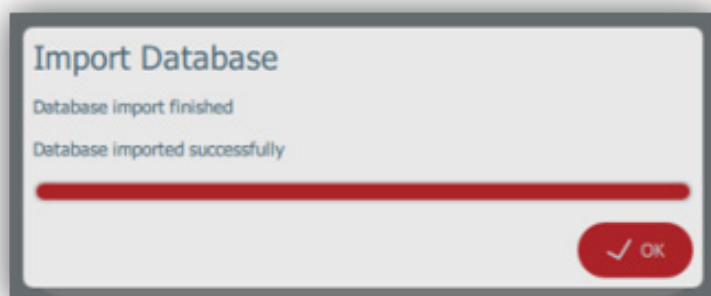 Import Database
Database import finished
Database imported successfully
OK